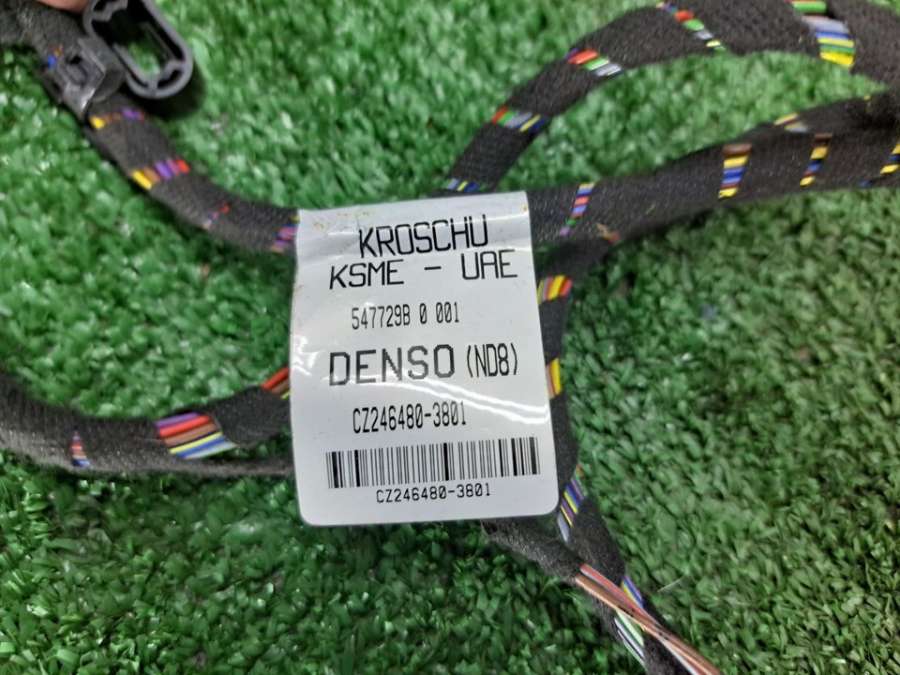 KROSCHU
KSME - UAE
547729B 0 001
DENSO (ND8)
CZ246480-3801
CZ246480-3801